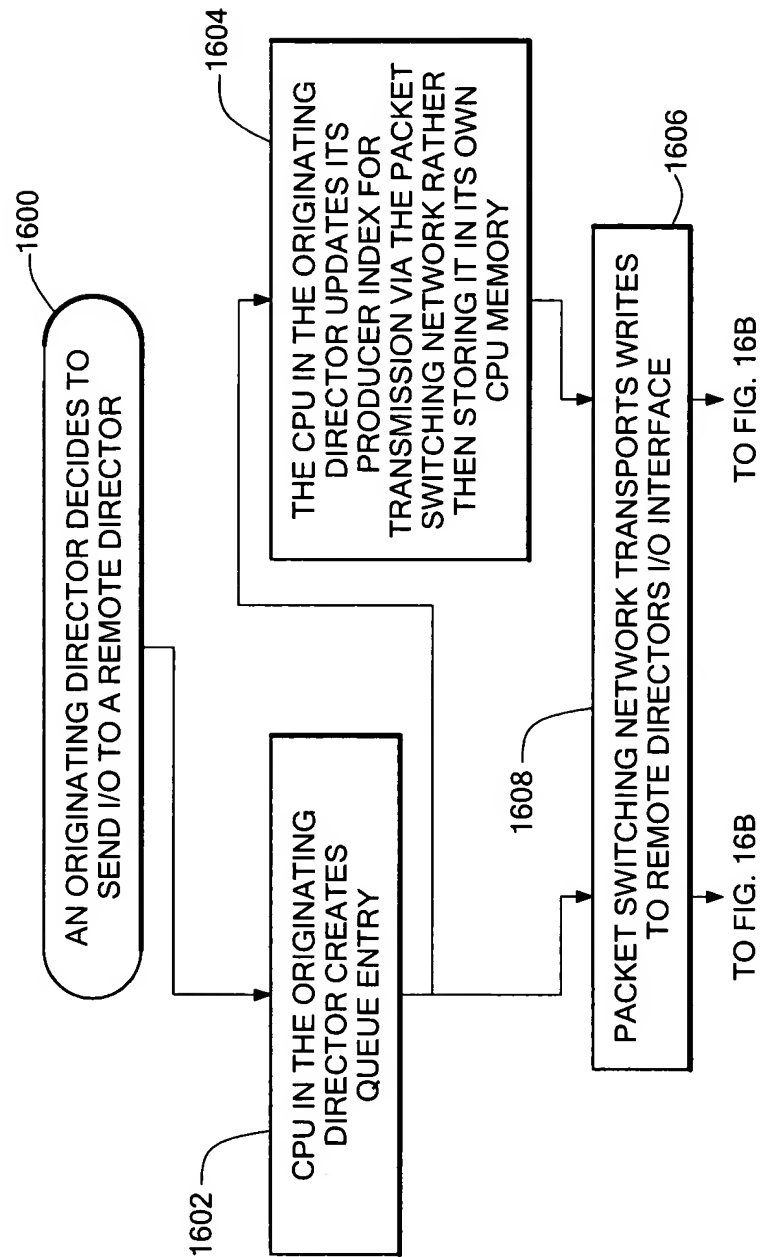 1600
AN ORIGINATING DIRECTOR DECIDES TO
SEND I/O TO A REMOTE DIRECTOR
1602
CPU IN THE ORIGINATING
DIRECTOR CREATES
QUEUE ENTRY
1604
THE CPU IN THE ORIGINATING
DIRECTOR UPDATES ITS
PRODUCER INDEX FOR
TRANSMISSION VIA THE PACKET
SWITCHING NETWORK RATHER
THEN STORING IT IN ITS OWN
CPU MEMORY
1608
1606
PACKET SWITCHING NETWORK TRANSPORTS WRITES
TO REMOTE DIRECTORS I/O INTERFACE
TO FIG. 16B
TO FIG. 16B